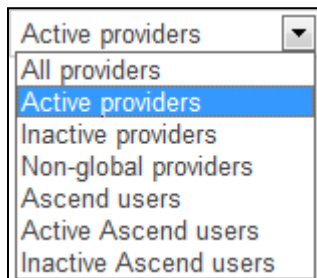 Active providers
All providers
Active providers
Inactive providers
Non-global providers
Ascend users
Active Ascend users
Inactive Ascend users